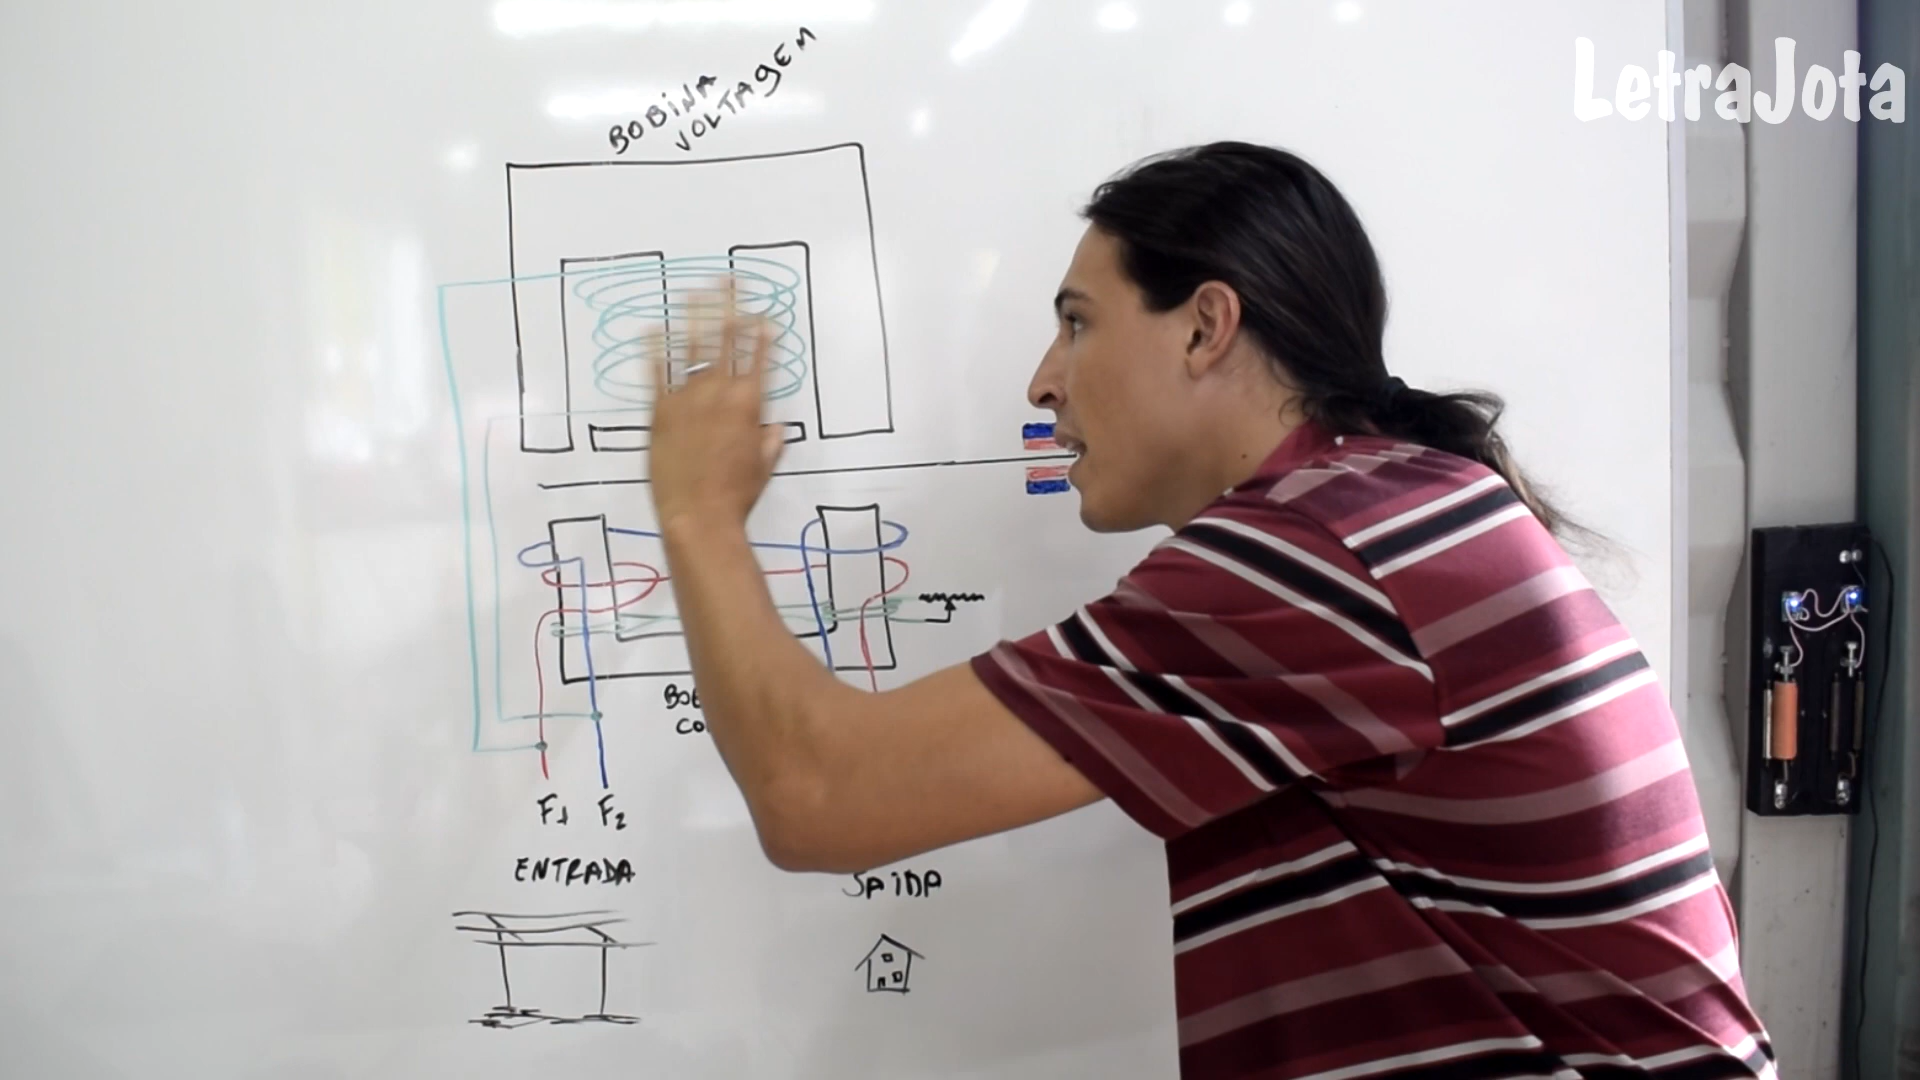 LetraJota
BOBINA
VOLTAGEM
F1 F2
ENTRADA
SAIDA